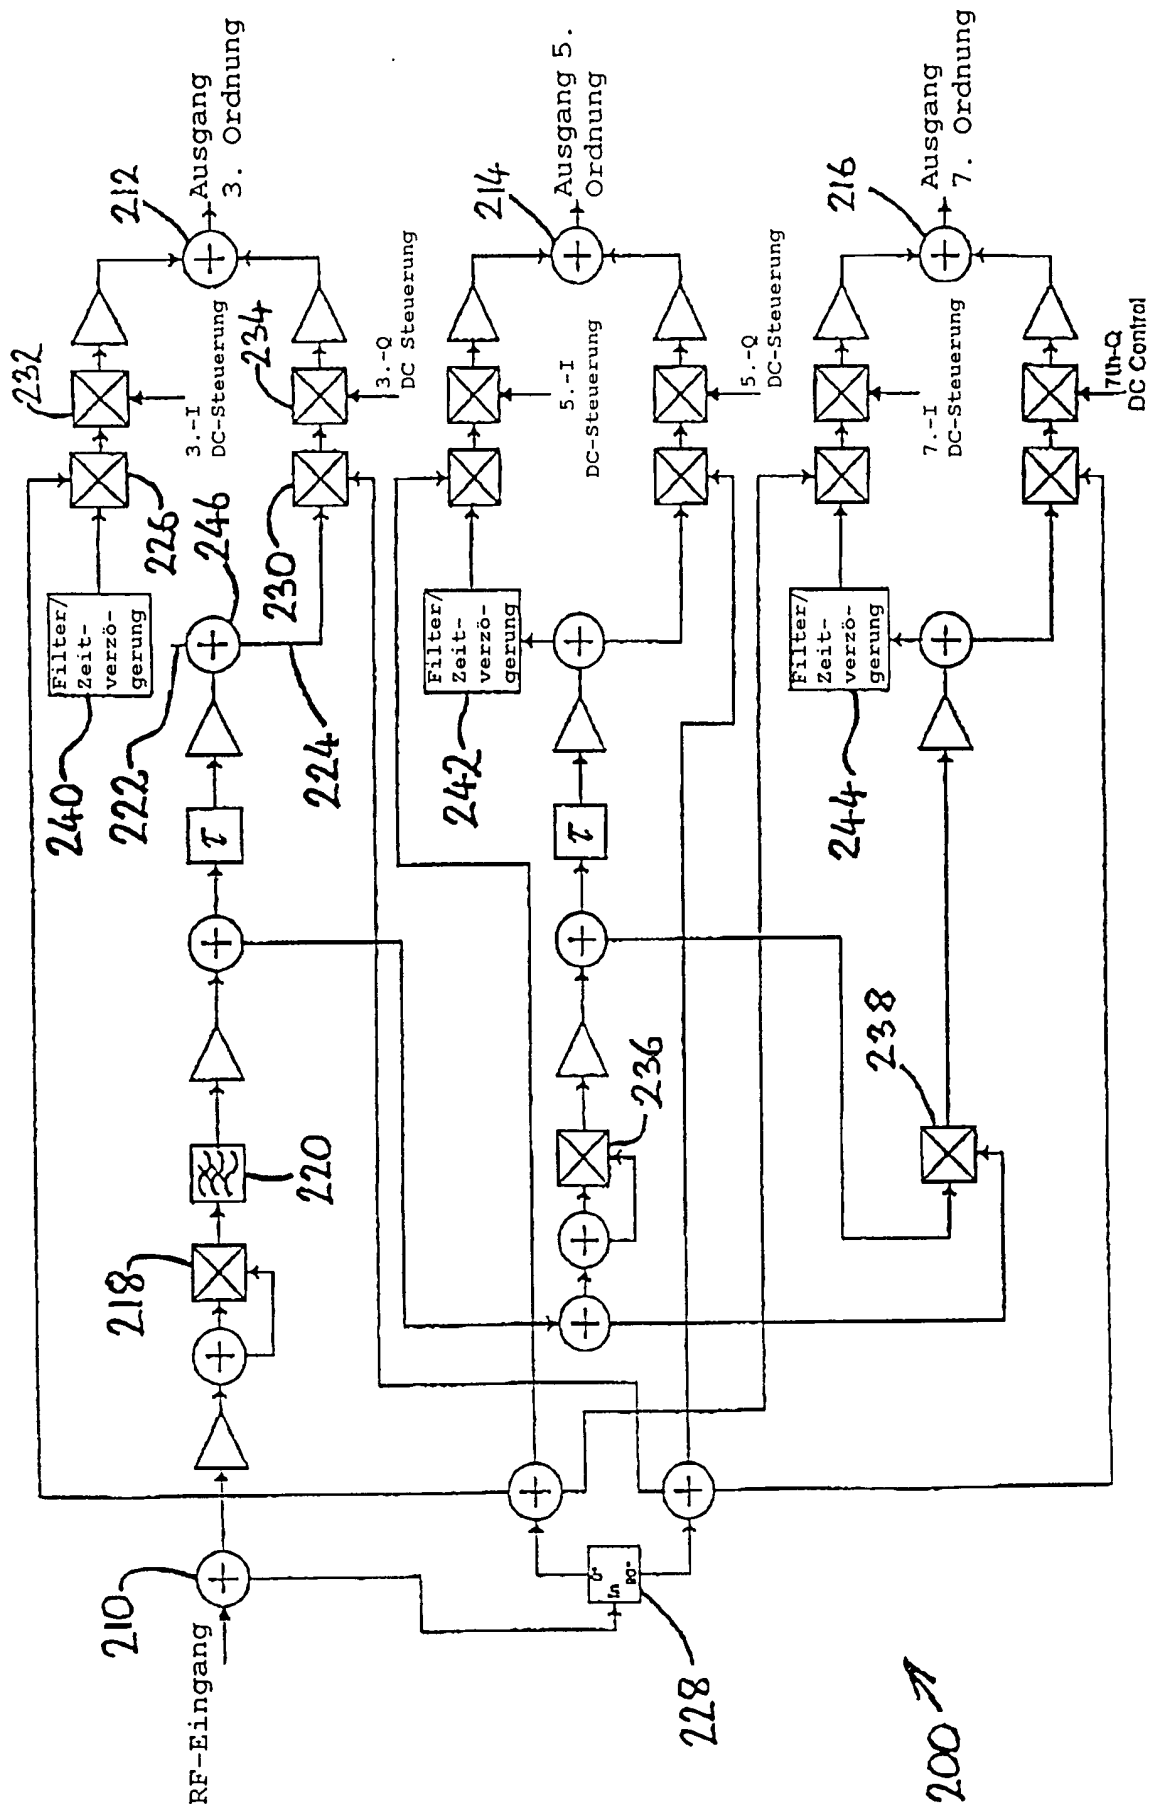 RF-Eingang
210
218
220
τ
222
224
246
240
Filter/
Zeit-
verzö-
gerung
226
230
232
3.-I
DC-Steuerung
234
3.-Q
DC Steuerung
212
Ausgang
3. Ordnung
228
In
236
τ
242
Filter/
Zeit-
verzö-
gerung
5.-I
DC-Steuerung
5.-Q
DC-Steuerung
214
Ausgang 5.
Ordnung
238
244
Filter/
Zeit-
verzö-
gerung
7.-I
DC-Steuerung
7th-Q
DC Control
216
Ausgang
7. Ordnung
200